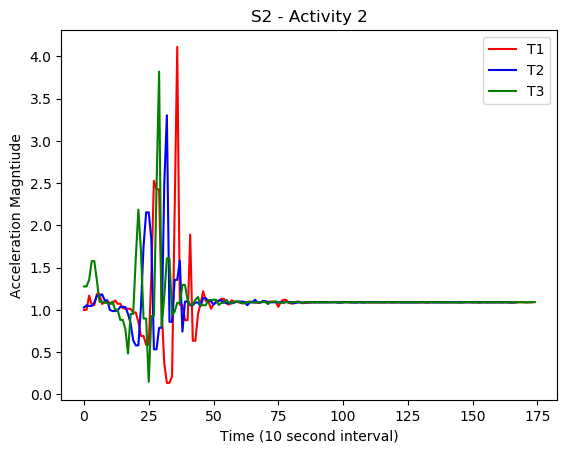 S2 - Activity 2
T1
T2
T3
Acceleration Magntiude
4.0
3.5
3.0
2.5
2.0
1.5
1.0
0.5
0.0
0 25 50 75 100 125 150 175
Time (10 second interval)